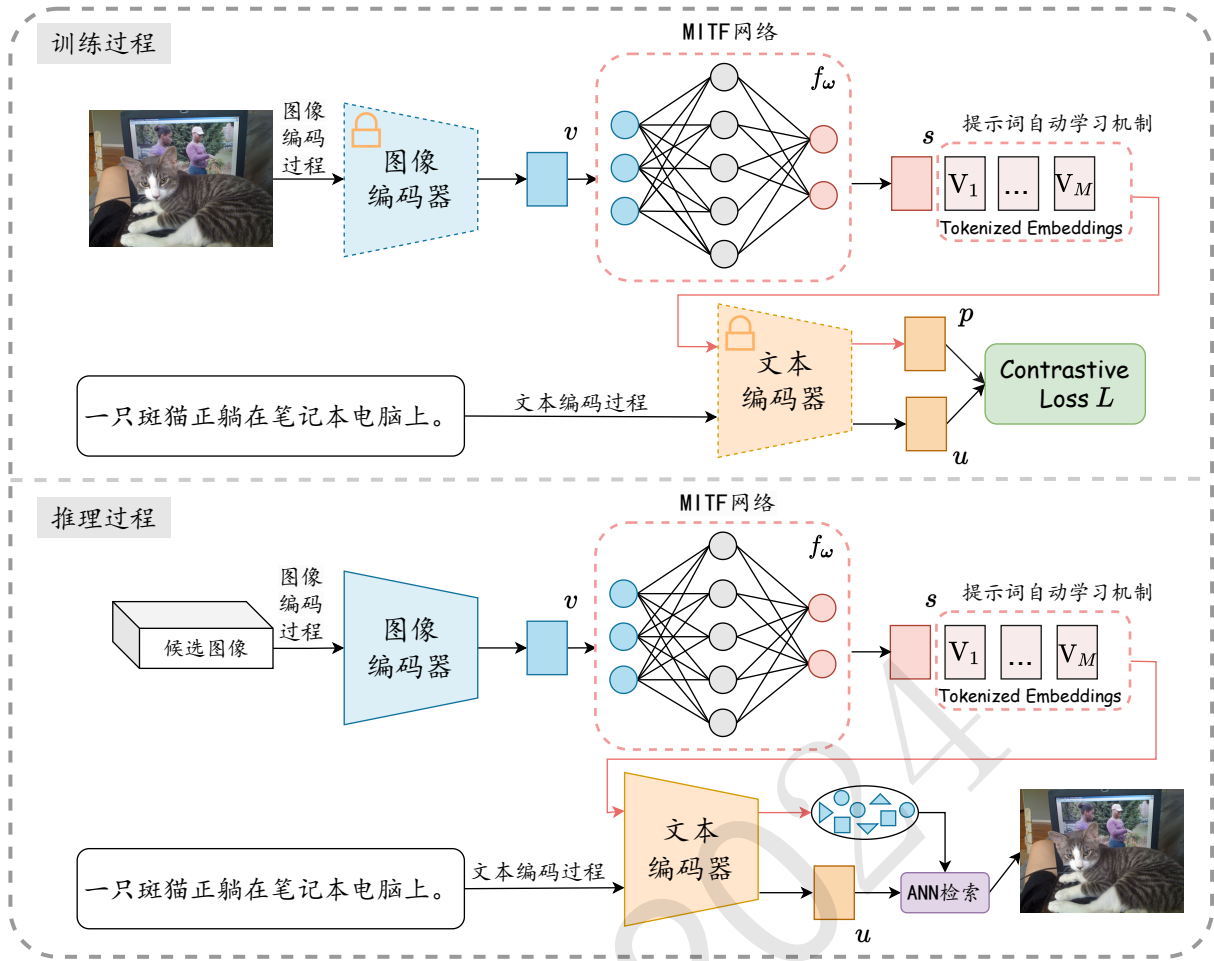 训练过程
MITF网络
图像
编码
过程
图像
编码器
v
fω
s
提示词自动学习机制
V1
...
VM
Tokenized Embeddings
文本
编码器
p
Contrastive
Loss L
一只斑猫正躺在笔记本电脑上。
文本编码过程
u
推理过程
MITF网络
图像
编码
过程
候选图像
图像
编码器
v
fω
s
提示词自动学习机制
V1
...
VM
Tokenized Embeddings
文本
编码器
一只斑猫正躺在笔记本电脑上。
文本编码过程
u
ANN检索
2024